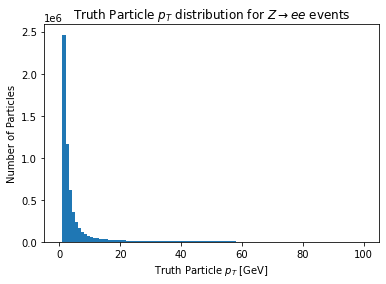 Truth Particle $p_T$ distribution for $Z \rightarrow ee$ events
1e6
2.5
2.0
1.5
1.0
0.5
0.0
Number of Particles
0 20 40 60 80 100
Truth Particle $p_T$ [GeV]